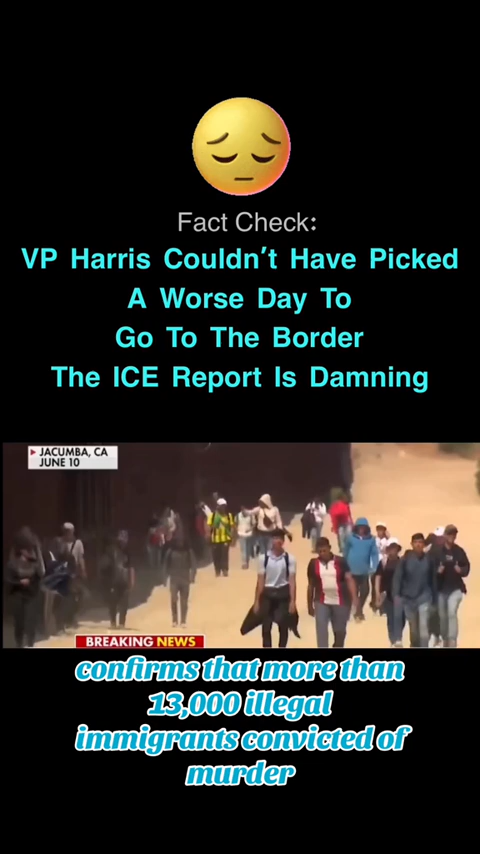 Fact Check:
VP Harris Couldn't Have Picked
A Worse Day To
Go To The Border
The ICE Report Is Damning
JACUMBA, CA
JUNE 10
BREAKING NEWS
confirms that more than
13,000 illegal
immigrants convicted of
murder